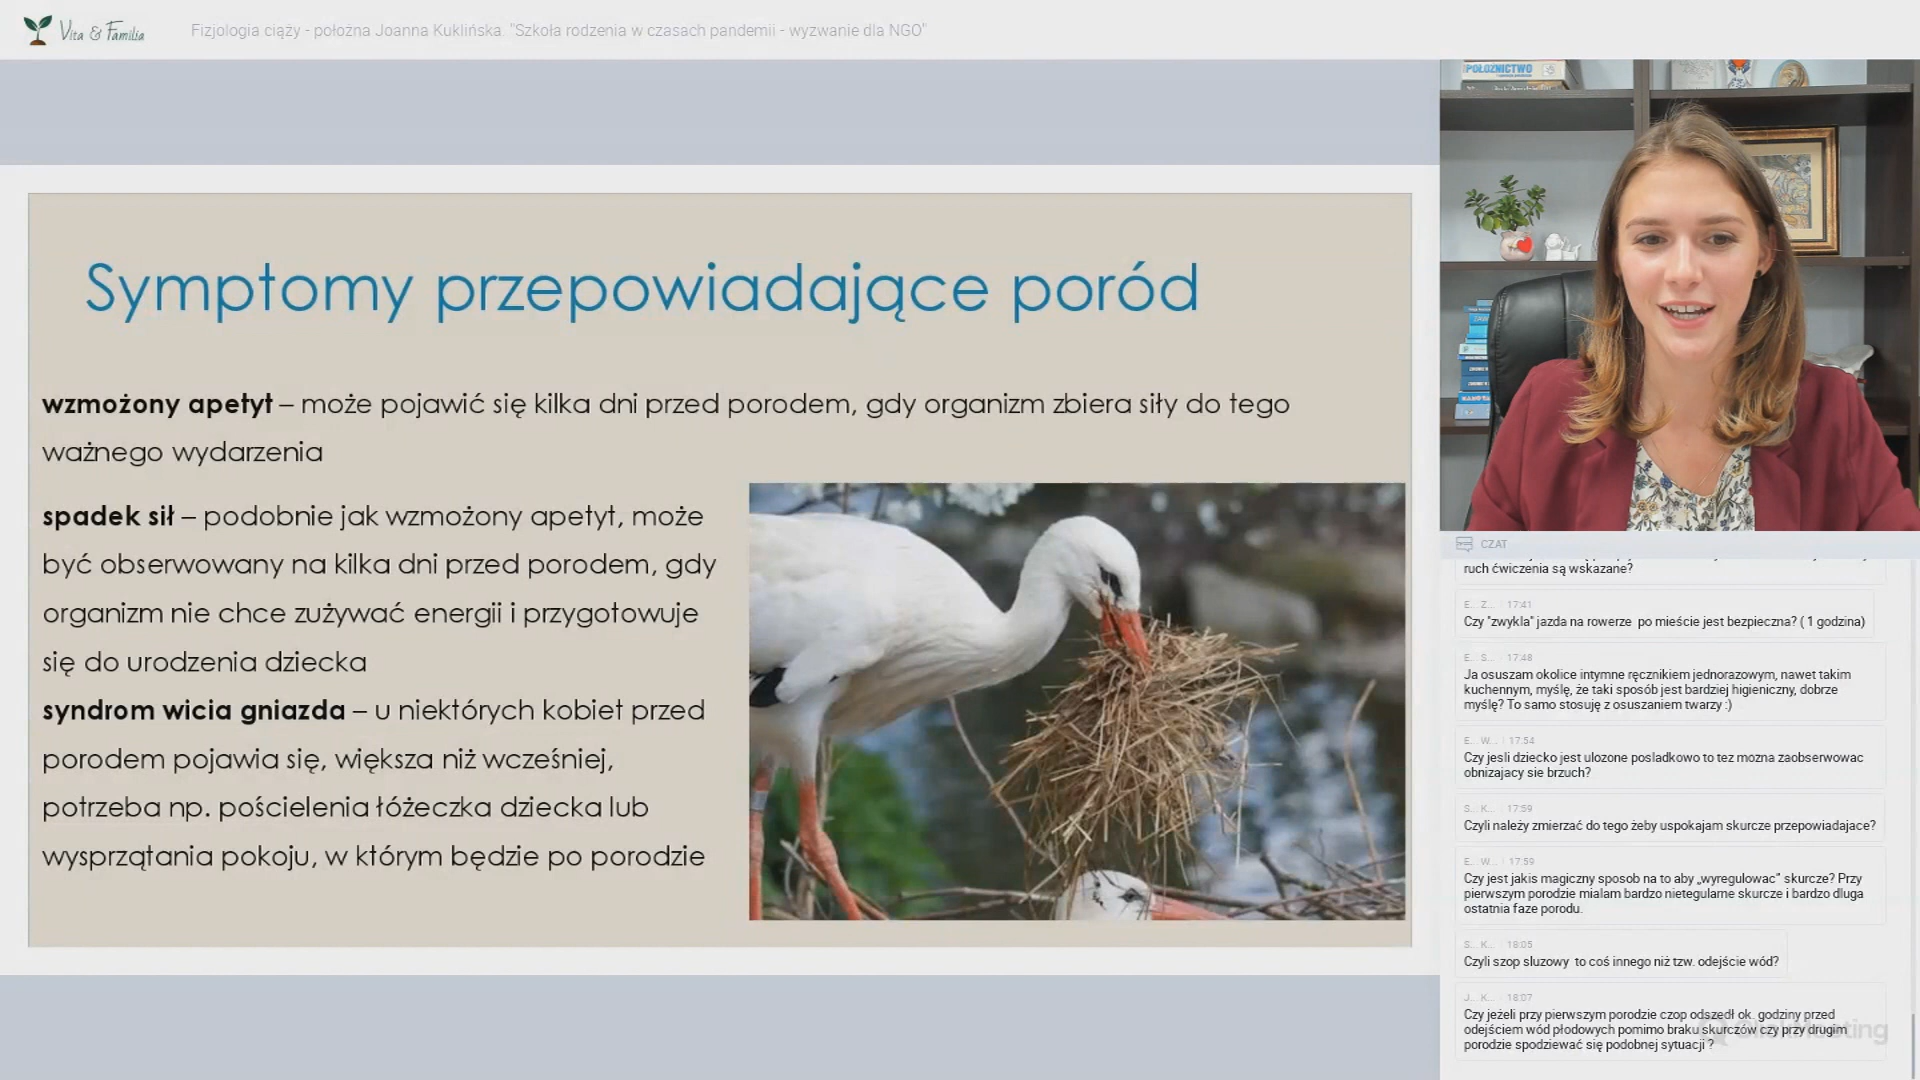 Vita & Familia
Fizjologia ciąży - położna Joanna Kuklińska. "Szkoła rodzenia w czasach pandemii - wyzwanie dla NGO"
POŁOŻNICTWO
Symptomy przepowiadające poród
wzmożony apetyt – może pojawić się kilka dni przed porodem, gdy organizm zbiera siły do tego
ważnego wydarzenia
spadek sił – podobnie jak wzmożony apetyt, może
być obserwowany na kilka dni przed porodem, gdy
organizm nie chce zużywać energii i przygotowuje
się do urodzenia dziecka
syndrom wicia gniazda – u niektórych kobiet przed
porodem pojawia się, większa niż wcześniej,
potrzeba np. pościelenia łóżeczka dziecka lub
wysprzątania pokoju, w którym będzie po porodzie
CZAT
ruch ćwiczenia są wskazane?
E... Z... 17:41
Czy "zwykla" jazda na rowerze po mieście jest bezpieczna? ( 1 godzina)
E... S... 17:48
Ja osuszam okolice intymne ręcznikiem jednorazowym, nawet takim
kuchennym, myślę, że taki sposób jest bardziej higieniczny, dobrze
myślę? To samo stosuję z osuszaniem twarzy :)
E... W... 17:54
Czy jesli dziecko jest ulozone posladkowo to tez mozna zaobserwowac
obnizajacy sie brzuch?
S... K... 17:59
Czyli należy zmierzać do tego żeby uspokajam skurcze przepowiadajace?
E... W... 17:59
Czy jest jakis magiczny sposob na to aby „wyregulowac” skurcze? Przy
pierwszym porodzie mialam bardzo nietegularne skurcze i bardzo dluga
ostatnia faze porodu.
S... K... 18:05
Czyli szop sluzowy to coś innego niż tzw. odejście wód?
J... K... 18:07
Czy jeżeli przy pierwszym porodzie czop odszedł ok. godziny przed
odejściem wód płodowych pomimo braku skurczów czy przy drugim
porodzie spodziewać się podobnej sytuacji ?
ClickMeeting